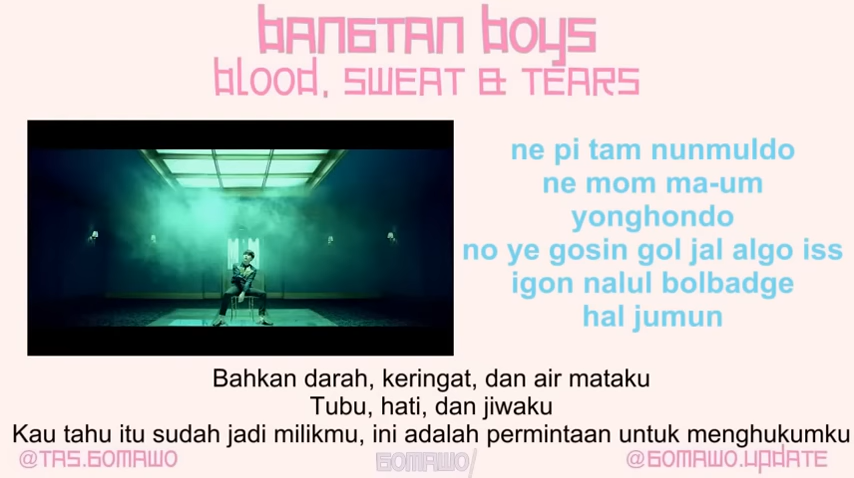 BANGTAN BOYS
BLOOD, SWEAT & TEARS
ne pi tam nunmuldo
ne mom ma-um
yonghondo
no ye gosin gol jal algo iss
igon nalul bolbadge
hal jumun
Bahkan darah, keringat, dan air mataku
Tubu, hati, dan jiwaku
Kau tahu itu sudah jadi milikmu, ini adalah permintaan untuk menghukumku
@TAS.GOMAWO
GOMAWO/
@GOMAWO.UPDATE